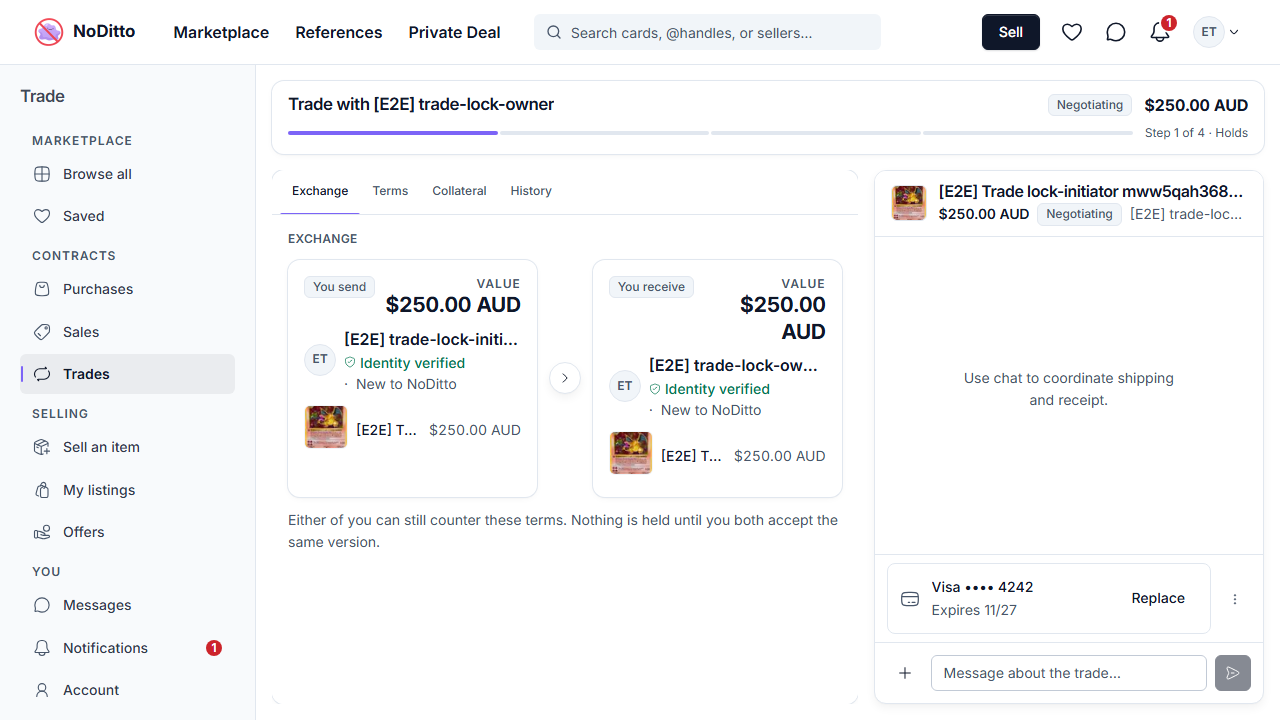 NoDitto
Marketplace
References
Private Deal
Search cards, @handles, or sellers...
Sell
1
ET
Trade
MARKETPLACE
Browse all
Saved
CONTRACTS
Purchases
Sales
Trades
SELLING
Sell an item
My listings
Offers
YOU
Messages
Notifications
1
Account
Trade with [E2E] trade-lock-owner
Negotiating
$250.00 AUD
Step 1 of 4 · Holds
Exchange
Terms
Collateral
History
EXCHANGE
You send
VALUE
$250.00 AUD
ET
[E2E] trade-lock-initi...
Identity verified
· New to NoDitto
[E2E] T...
$250.00 AUD
You receive
VALUE
$250.00
AUD
ET
[E2E] trade-lock-ow...
Identity verified
· New to NoDitto
[E2E] T...
$250.00 AUD
Either of you can still counter these terms. Nothing is held until you both accept the
same version.
[E2E] Trade lock-initiator mww5qah368...
$250.00 AUD
Negotiating
[E2E] trade-loc...
Use chat to coordinate shipping
and receipt.
Visa •••• 4242
Expires 11/27
Replace
Message about the trade...